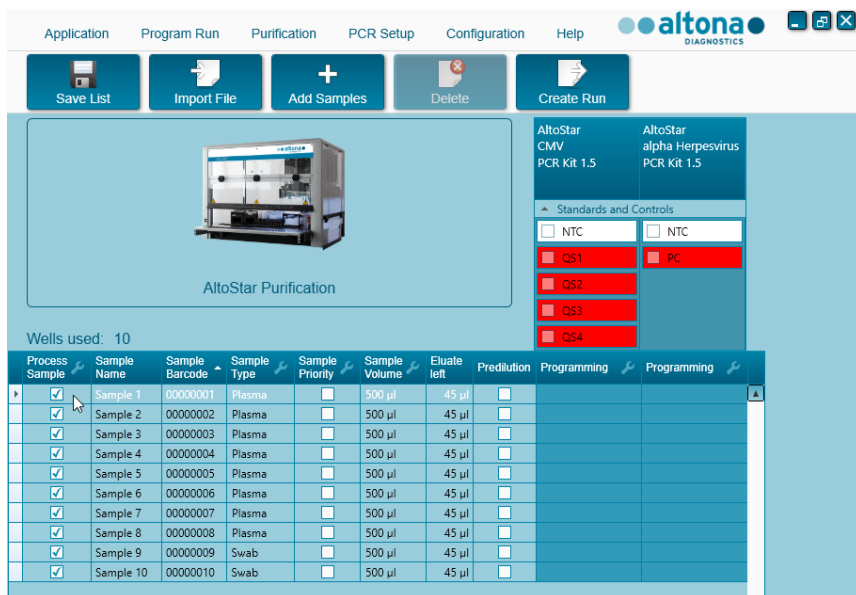 Application Program Run Purification PCR Setup Configuration Help
altona
DIAGNOSTICS
Save List Import File Add Samples Delete Create Run
AltoStar
CMV
PCR Kit 1.5
AltoStar
alpha Herpesvirus
PCR Kit 1.5
Standards and Controls
NTC NTC
QS1 PC
QS2
QS3
QS4
AltoStar Purification
Wells used: 10
Process Sample Sample Name Sample Barcode Sample Type Sample Priority Sample Volume Eluate left Predilution Programming Programming
Sample 1 00000001 Plasma 500 µl 45 µl
Sample 2 00000002 Plasma 500 µl 45 µl
Sample 3 00000003 Plasma 500 µl 45 µl
Sample 4 00000004 Plasma 500 µl 45 µl
Sample 5 00000005 Plasma 500 µl 45 µl
Sample 6 00000006 Plasma 500 µl 45 µl
Sample 7 00000007 Plasma 500 µl 45 µl
Sample 8 00000008 Plasma 500 µl 45 µl
Sample 9 00000009 Swab 500 µl 45 µl
Sample 10 00000010 Swab 500 µl 45 µl